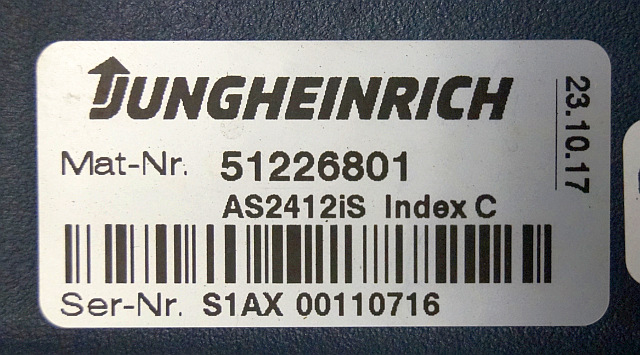 JUNGHEINRICH
23.10.17
Mat-Nr. 51226801
AS2412iS Index C
Ser-Nr. S1AX 00110716